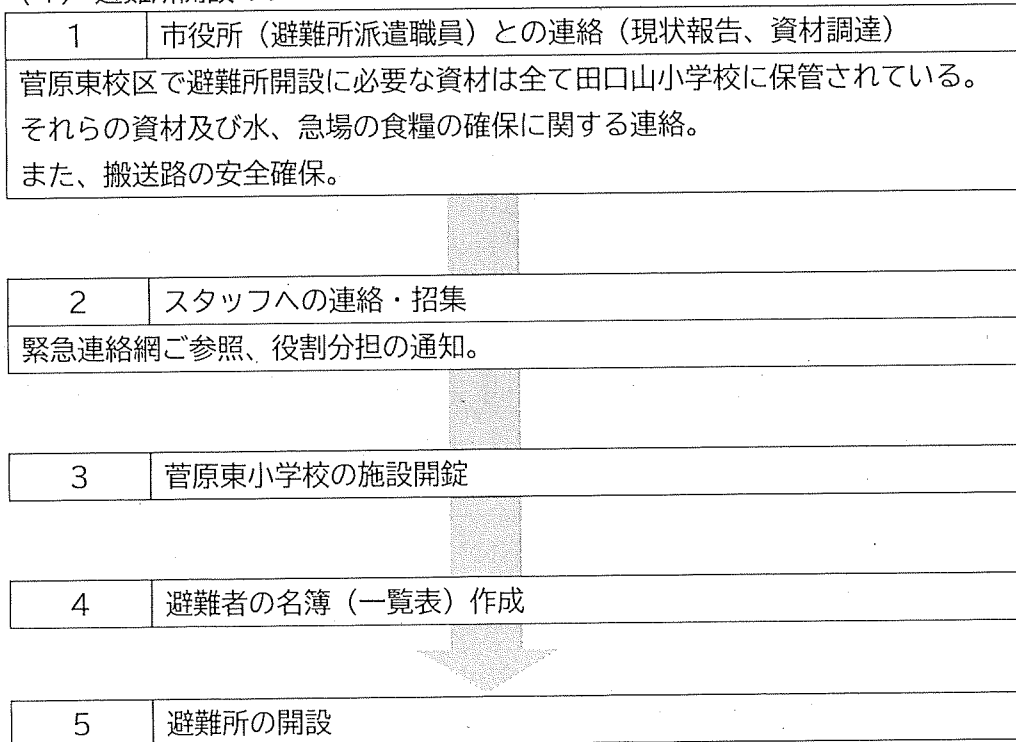 1 市役所（避難所派遣職員）との連絡（現状報告、資材調達）
菅原東校区で避難所開設に必要な資材は全て田口山小学校に保管されている。
それらの資材及び水、急場の食糧の確保に関する連絡。
また、搬送路の安全確保。
2 スタッフへの連絡・招集
緊急連絡網ご参照、役割分担の通知。
3 菅原東小学校の施設開錠
4 避難者の名簿（一覧表）作成
5 避難所の開設